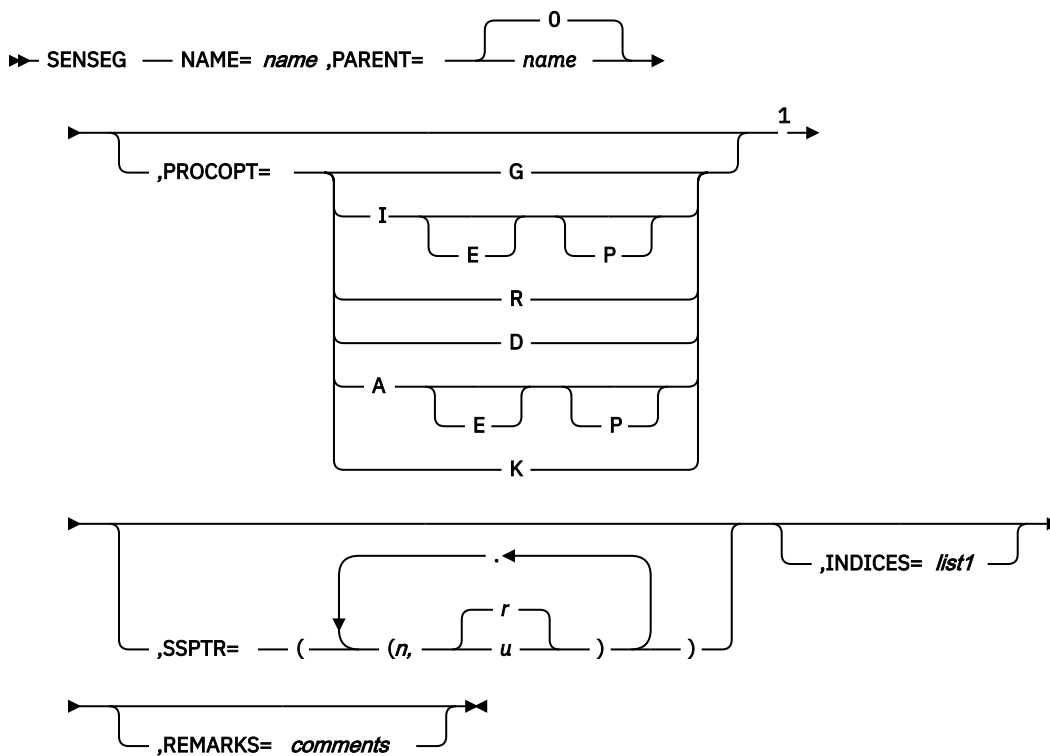 0
SENSEG NAME= name ,PARENT= name
1
,PROCOPT= G
I
E P
R
D
A
E P
K
.
,INDICES= list1
r
,SSPTR= ( (n, u ) )
,REMARKS= comments